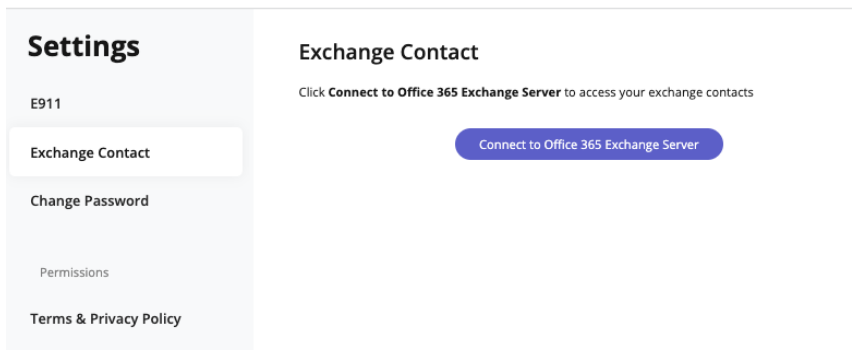 Settings
E911
Exchange Contact
Change Password
Permissions
Terms & Privacy Policy
Exchange Contact
Click Connect to Office 365 Exchange Server to access your exchange contacts
Connect to Office 365 Exchange Server